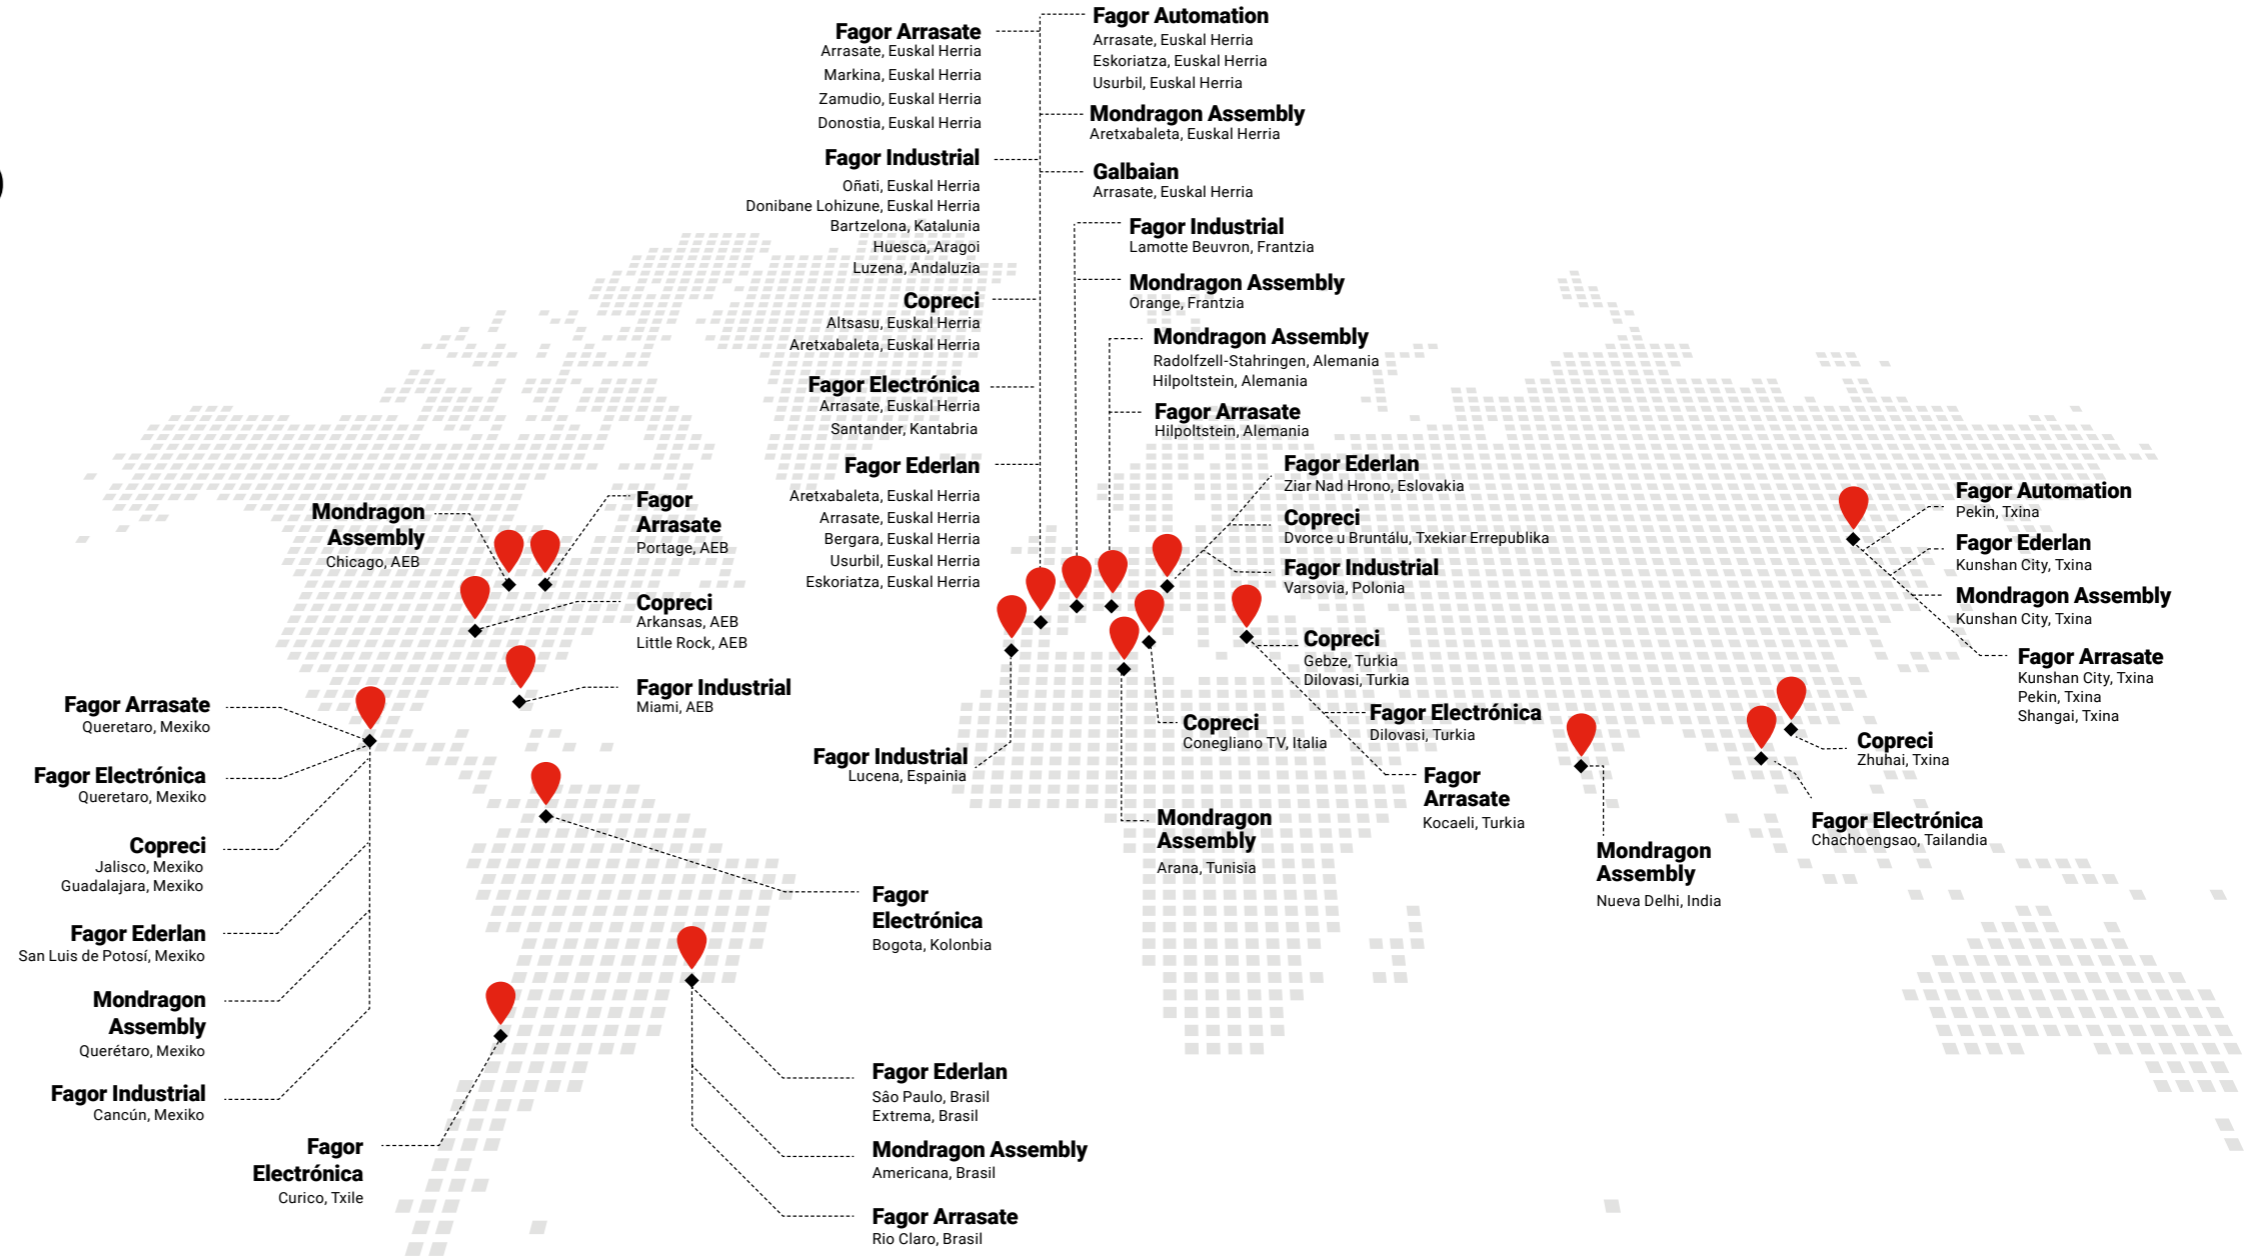 Fagor Arrasate
Arrasate, Euskal Herria
Markina, Euskal Herria
Zamudio, Euskal Herria
Donostia, Euskal Herria
Fagor Industrial
Oñati, Euskal Herria
Donibane Lohizune, Euskal Herria
Bartzelona, Katalunia
Huesca, Aragoi
Luzena, Andaluzia
Copreci
Altsasu, Euskal Herria
Aretxabaleta, Euskal Herria
Fagor Electrónica
Arrasate, Euskal Herria
Santander, Kantabria
Fagor Ederlan
Aretxabaleta, Euskal Herria
Arrasate, Euskal Herria
Bergara, Euskal Herria
Usurbil, Euskal Herria
Eskoriatza, Euskal Herria
Fagor Automation
Arrasate, Euskal Herria
Eskoriatza, Euskal Herria
Usurbil, Euskal Herria
Mondragon Assembly
Aretxabaleta, Euskal Herria
Galbaian
Arrasate, Euskal Herria
Fagor Industrial
Lamotte Beuvron, Frantzia
Mondragon Assembly
Orange, Frantzia
Mondragon Assembly
Radolfzell-Stahringen, Alemania
Hilpoltstein, Alemania
Fagor Arrasate
Hilpoltstein, Alemania
Fagor Ederlan
Ziar Nad Hrono, Eslovakia
Copreci
Dvorce u Bruntálu, Txekiar Errepublika
Fagor Industrial
Varsovia, Polonia
Copreci
Gebze, Turkia
Dilovasi, Turkia
Fagor Electrónica
Dilovasi, Turkia
Fagor
Arrasate
Kocaeli, Turkia
Copreci
Conegliano TV, Italia
Mondragon
Assembly
Arana, Tunisia
Fagor Industrial
Lucena, Espainia
Mondragon
Assembly
Chicago, AEB
Fagor
Arrasate
Portage, AEB
Copreci
Arkansas, AEB
Little Rock, AEB
Fagor Industrial
Miami, AEB
Fagor Arrasate
Queretaro, Mexiko
Fagor Electrónica
Queretaro, Mexiko
Copreci
Jalisco, Mexiko
Guadalajara, Mexiko
Fagor Ederlan
San Luis de Potosí, Mexiko
Mondragon
Assembly
Querétaro, Mexiko
Fagor Industrial
Cancún, Mexiko
Fagor
Electrónica
Curico, Txile
Fagor
Electrónica
Bogota, Kolonbia
Fagor Ederlan
Sâo Paulo, Brasil
Extrema, Brasil
Mondragon Assembly
Americana, Brasil
Fagor Arrasate
Rio Claro, Brasil
Fagor Automation
Pekin, Txina
Fagor Ederlan
Kunshan City, Txina
Mondragon Assembly
Kunshan City, Txina
Fagor Arrasate
Kunshan City, Txina
Pekin, Txina
Shangai, Txina
Copreci
Zhuhai, Txina
Fagor Electrónica
Chachoengsao, Tailandia
Mondragon
Assembly
Nueva Delhi, India